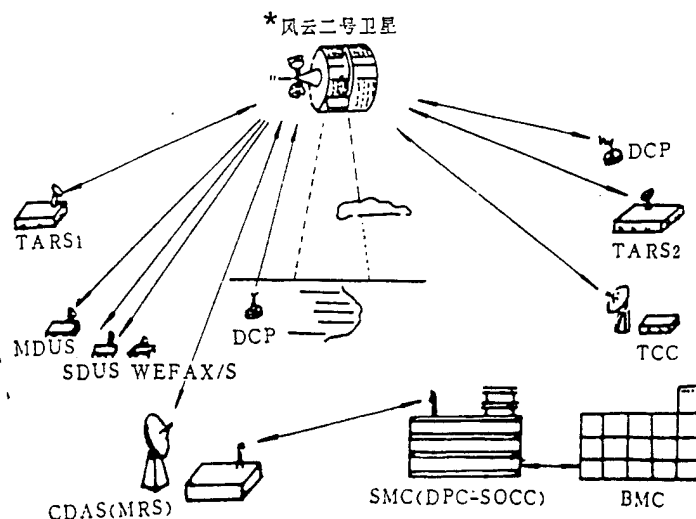 *风云二号卫星
DCP
TARS1
TARS2
DCP
MDUS
TCC
SDUS WEFAX/S
CDAS(MRS)
SMC(DPC-SOCC)
BMC